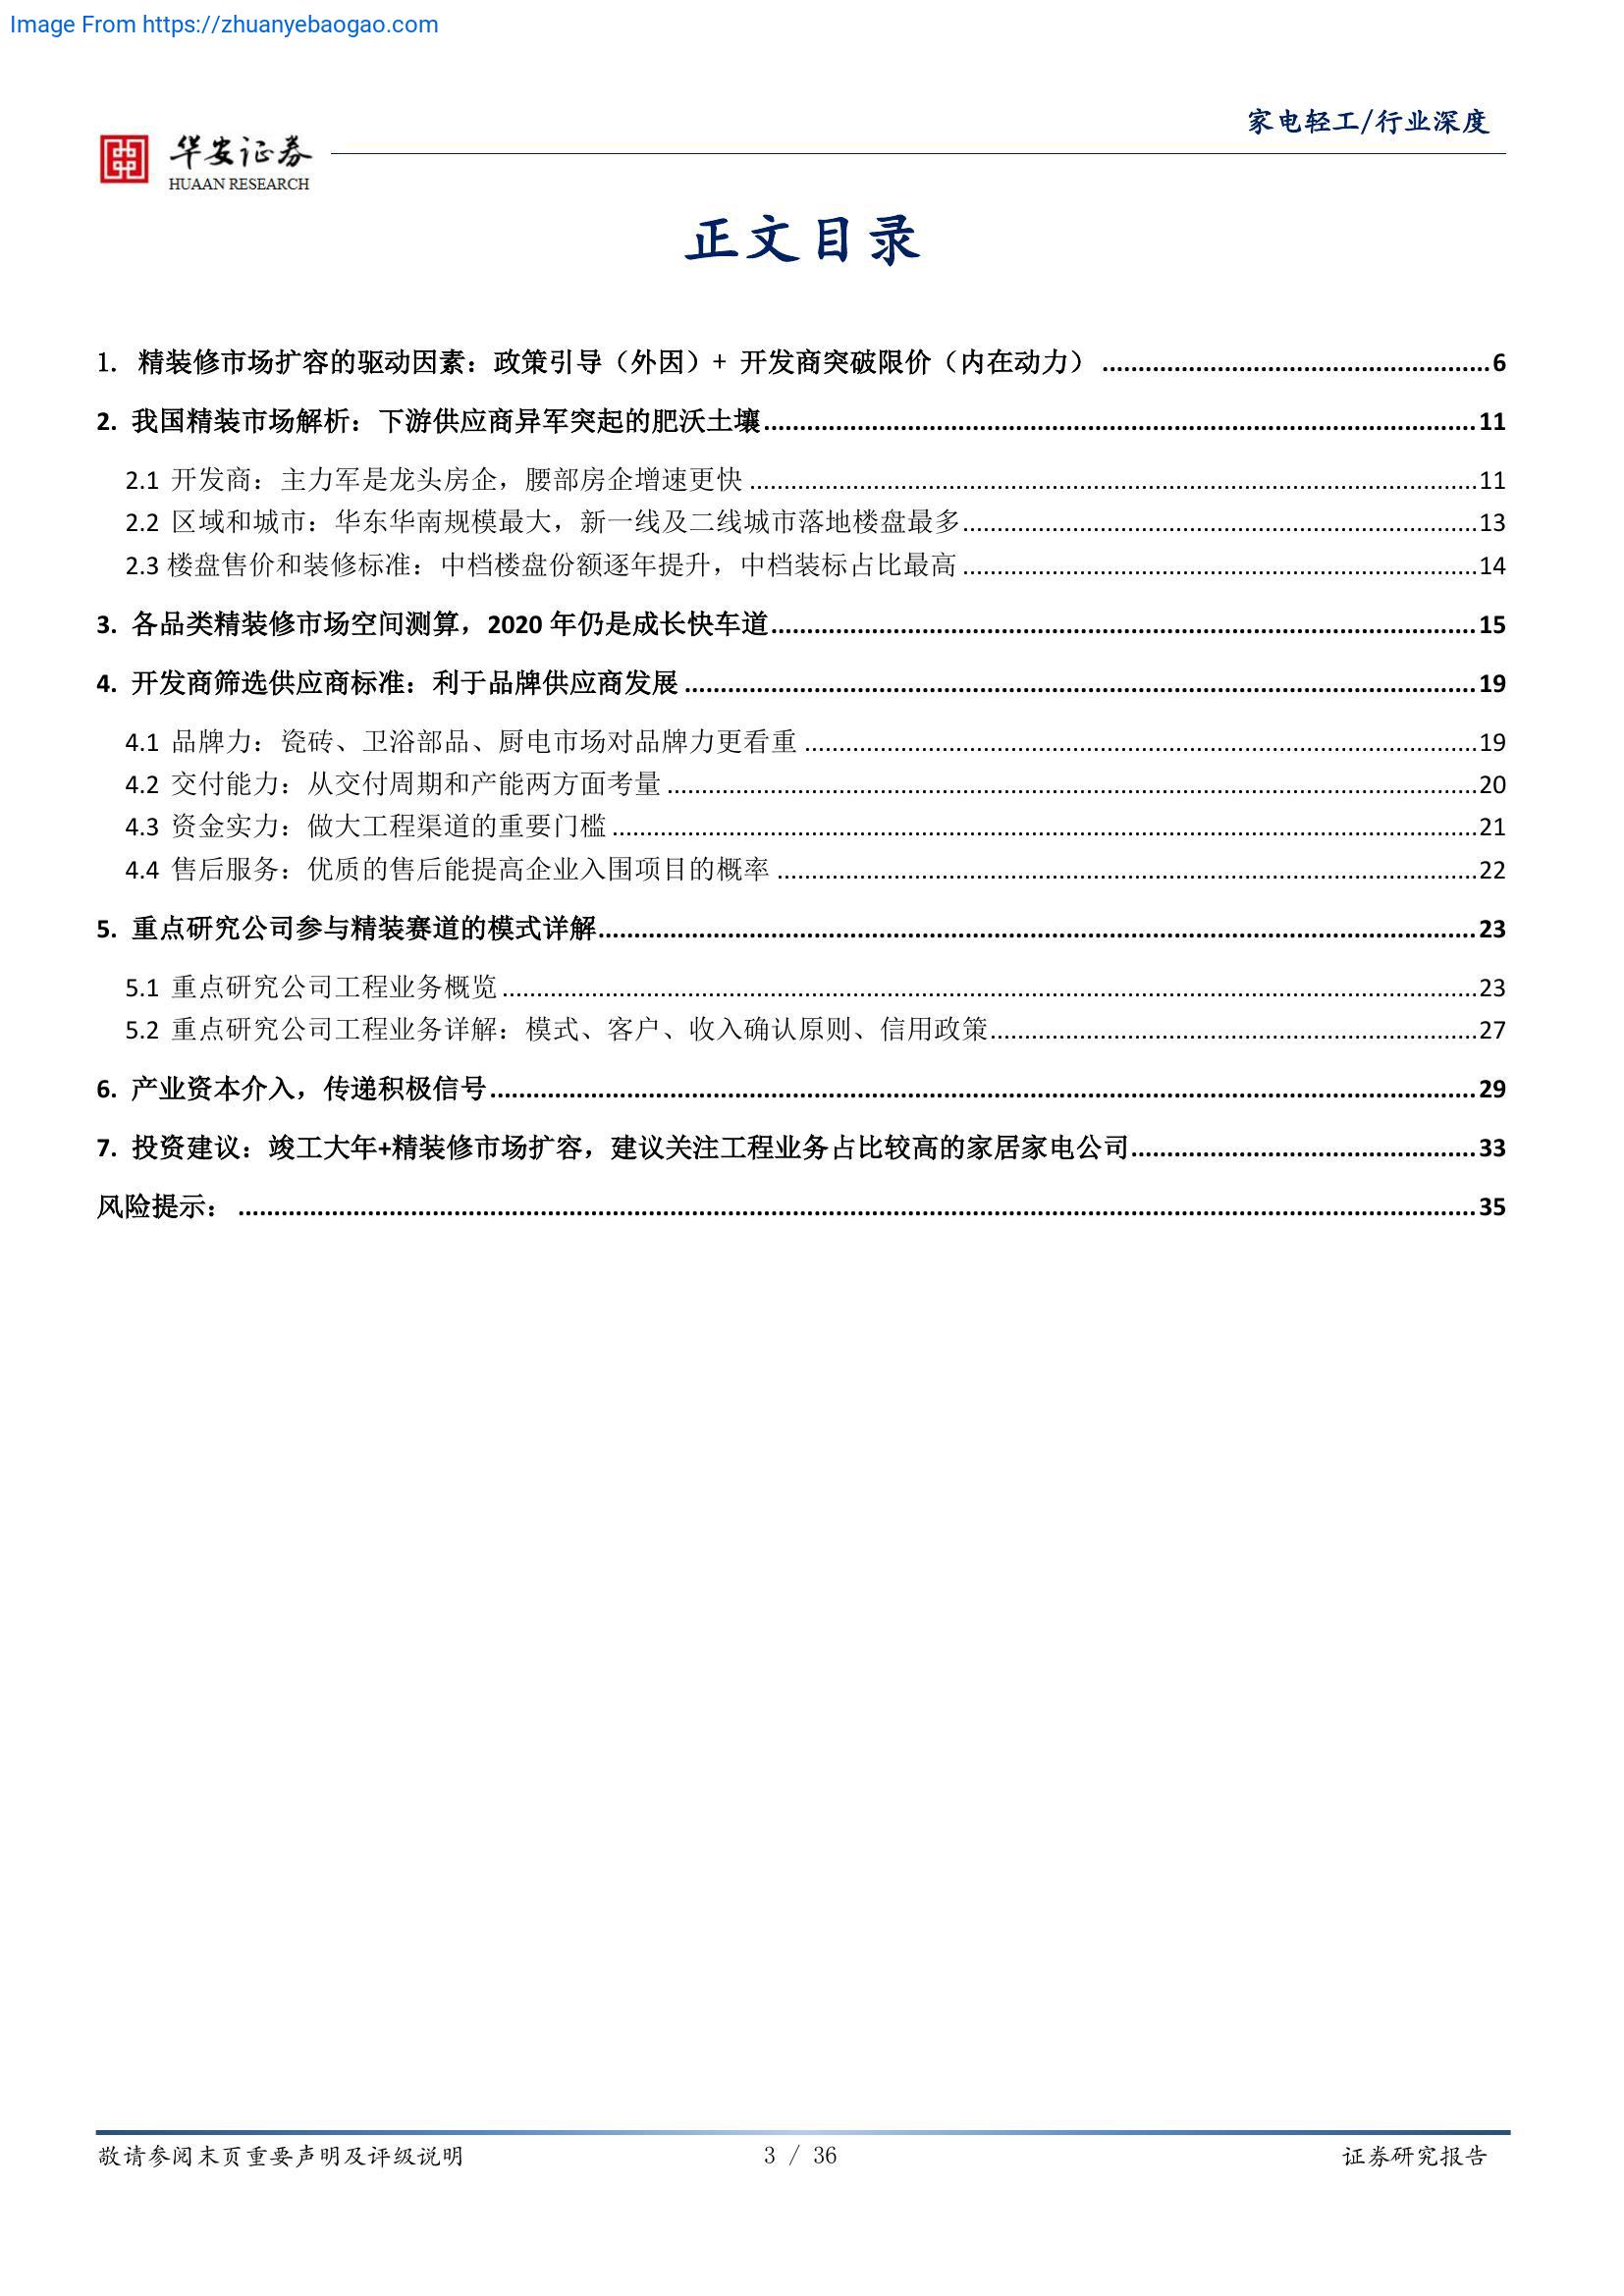 Image From https://zhuanyebaogao.com
家电轻工/行业深度
华安证券
HUAAN RESEARCH
正文目录
1. 精装修市场扩容的驱动因素：政策引导（外因）+ 开发商突破限价（内在动力） ........ 6
2. 我国精装市场解析：下游供应商异军突起的肥沃土壤 ........ 11
2.1 开发商：主力军是龙头房企，腰部房企增速更快 ........ 11
2.2 区域和城市：华东华南规模最大，新一线及二线城市落地楼盘最多 ........ 13
2.3 楼盘售价和装修标准：中档楼盘份额逐年提升，中档装标占比最高 ........ 14
3. 各品类精装修市场空间测算，2020 年仍是成长快车道 ........ 15
4. 开发商筛选供应商标准：利于品牌供应商发展 ........ 19
4.1 品牌力：瓷砖、卫浴部品、厨电市场对品牌力更看重 ........ 19
4.2 交付能力：从交付周期和产能两方面考量 ........ 20
4.3 资金实力：做大工程渠道的重要门槛 ........ 21
4.4 售后服务：优质的售后能提高企业入围项目的概率 ........ 22
5. 重点研究公司参与精装赛道的模式详解 ........ 23
5.1 重点研究公司工程业务概览 ........ 23
5.2 重点研究公司工程业务详解：模式、客户、收入确认原则、信用政策 ........ 27
6. 产业资本介入，传递积极信号 ........ 29
7. 投资建议：竣工大年+精装修市场扩容，建议关注工程业务占比较高的家居家电公司 ........ 33
风险提示： ........ 35
敬请参阅末页重要声明及评级说明
3 / 36
证券研究报告